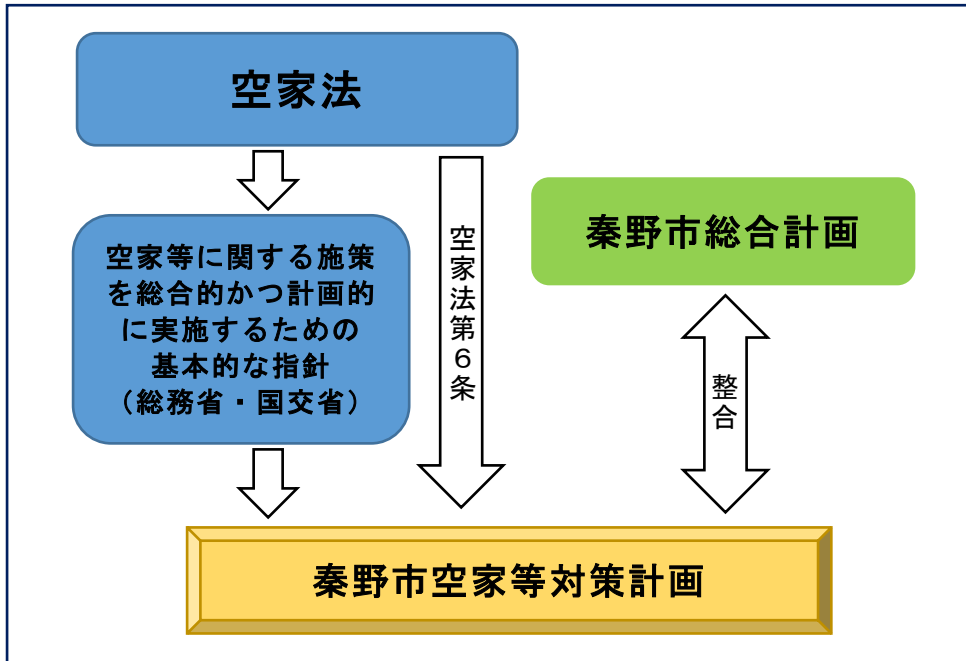 空家法
空家等に関する施策
を総合的かつ計画的
に実施するための
基本的な指針
（総務省・国交省）
空家法第６条
秦野市総合計画
整合
秦野市空家等対策計画